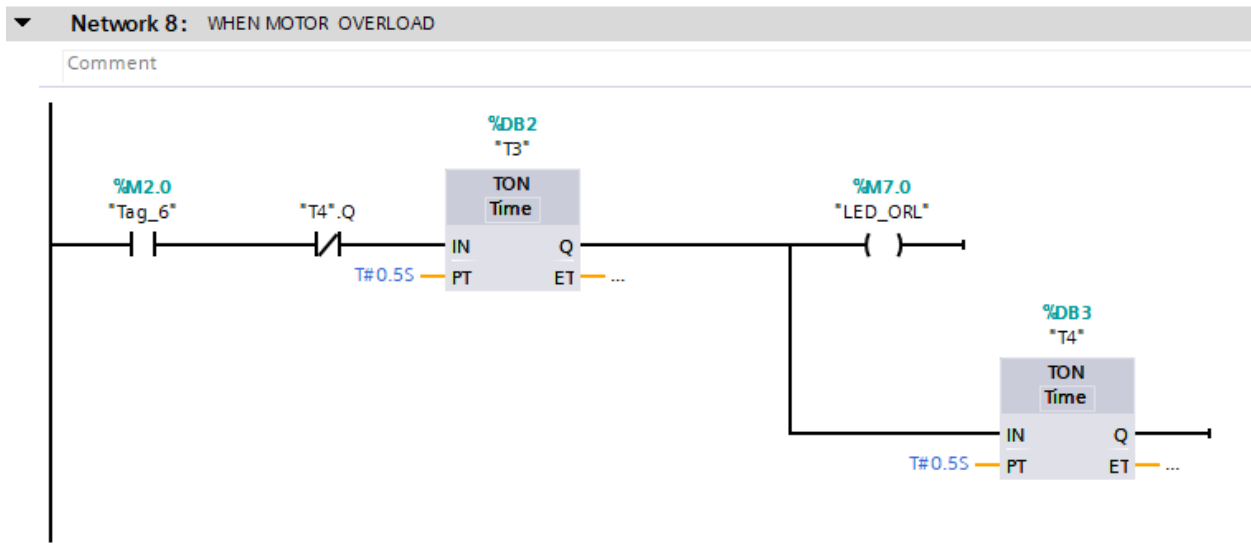 Network 8: WHEN MOTOR OVERLOAD
Comment
%DB2
"T3"
%M2.0
"Tag_6"
"T4".Q
TON
Time
IN
Q
T#0.5S
PT
ET
...
%M7.0
"LED_ORL"
%DB3
"T4"
TON
Time
IN
Q
T#0.5S
PT
ET
...